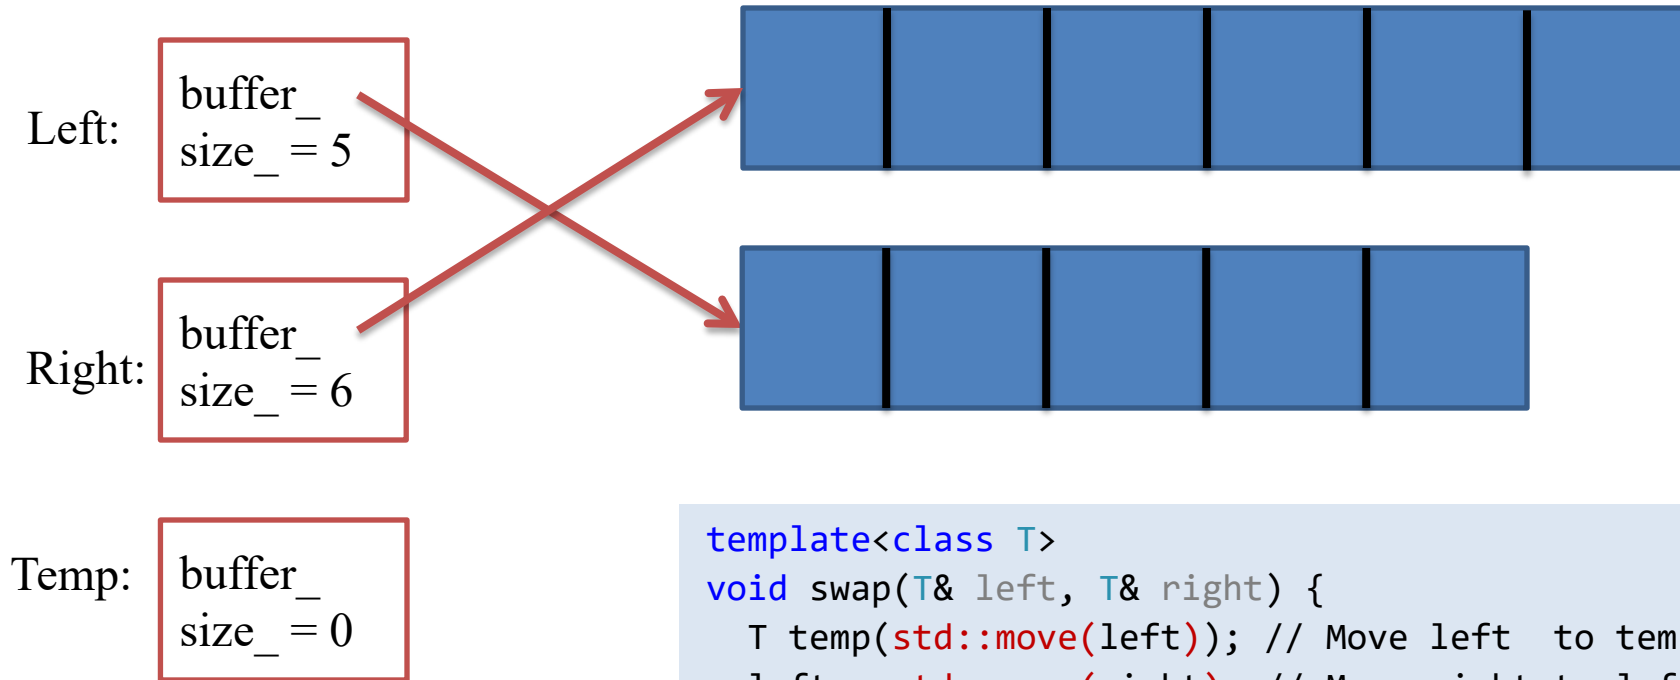 Left:
buffer_
size_ = 5
Right:
buffer_
size_ = 6
Temp:
buffer_
size_ = 0
template<class T>
void swap(T& left, T& right) {
T temp(std::move(left)); // Move left to tem